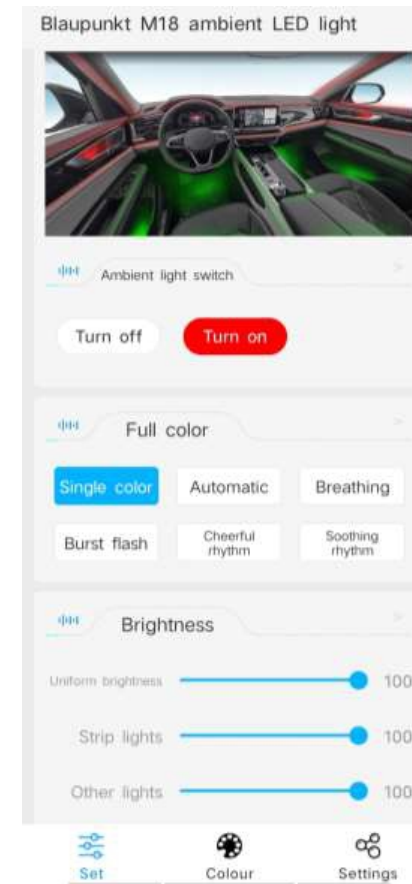 Blaupunkt M18 ambient LED light
Ambient light switch
Turn off Turn on
Full color
Single color Automatic Breathing
Burst flash Cheerful rhythm Soothing rhythm
Brightness
Uniform brightness 100
Strip lights 100
Other lights 100
Set Colour Settings